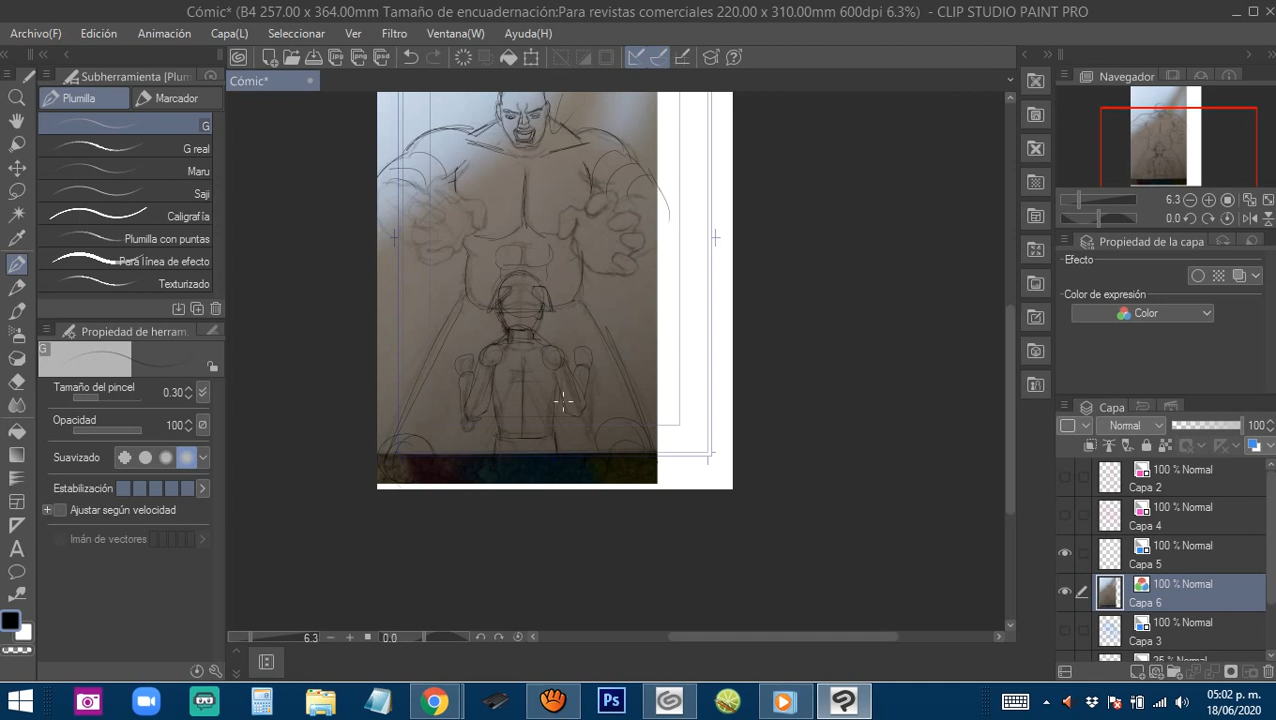 Cómic* (B4 257.00 x 364.00mm Tamaño de encuadernación:Para revistas comerciales 220.00 x 310.00mm 600dpi 6.3%) - CLIP STUDIO PAINT PRO
Archivo(F) Edición Animación Capa(L) Seleccionar Ver Filtro Ventana(W) Ayuda(H)
Subherramienta [Plum
Cómic*
Navegador
Plumilla Marcador
G
G real
Maru
Saji
Caligrafía
Plumilla con puntas
Para línea de efecto
Texturizado
6.3
0.0
Propiedad de la capa
Efecto
Color de expresión
Color
Propiedad de herram
G
Tamaño del pincel 0.30
Opacidad 100
Suavizado
Estabilización
Ajustar según velocidad
Imán de vectores
Capa
Normal 100
100 % Normal
Capa 2
100 % Normal
Capa 4
100 % Normal
Capa 5
100 % Normal
Capa 6
100 % Normal
Capa 3
25 % Normal
6.3 0.0
Ps
05:02 p. m.
18/06/2020